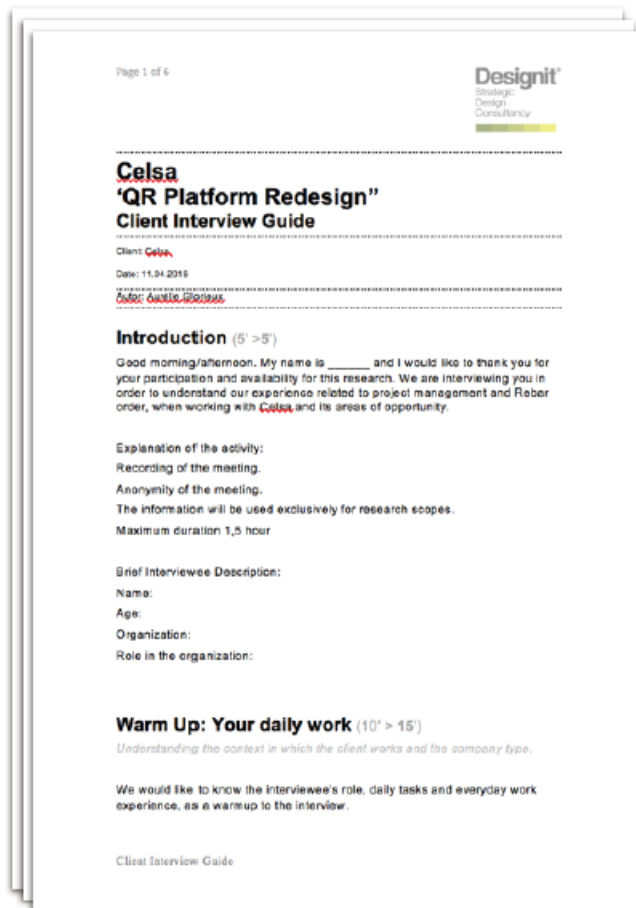 Page 1 of 6
Designit®
Strategic
Design
Consultancy
Celsa
‘QR Platform Redesign”
Client Interview Guide
Client: Celsa
Date: 11.04.2016
Autor: Aurélie Glorieux
Introduction (5' >5')
Good morning/afternoon. My name is ______ and I would like to thank you for
your participation and availability for this research. We are interviewing you in
order to understand our experience related to project management and Rebar
order, when working with Celsa and its areas of opportunity.
Explanation of the activity:
Recording of the meeting.
Anonymity of the meeting.
The information will be used exclusively for research scopes.
Maximum duration 1,5 hour
Brief Interviewee Description:
Name:
Age:
Organization:
Role in the organization:
Warm Up: Your daily work (10' > 15')
Understanding the context in which the client works and the company type.
We would like to know the interviewee's role, daily tasks and everyday work
experience, as a warmup to the interview.
Client Interview Guide